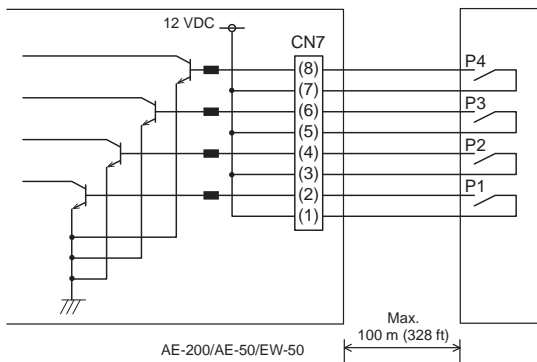 12 VDC
CN7
(8)
P4
(7)
(6)
P3
(5)
(4)
P2
(3)
(2)
P1
(1)
Max.
100 m (328 ft)
AE-200/AE-50/EW-50